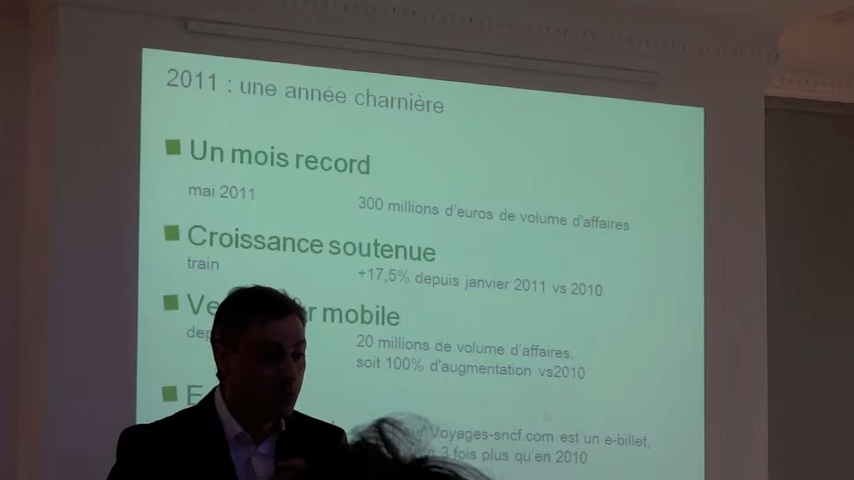 2011 : une année charnière
Un mois record
mai 2011 300 millions d'euros de volume d'affaires
Croissance soutenue
train +17,5% depuis janvier 2011 vs 2010
mobile
20 millions de volume d'affaires,
soit 100% d'augmentation vs2010
Voyages-sncf.com est un e-billet,
3 fois plus qu'en 2010